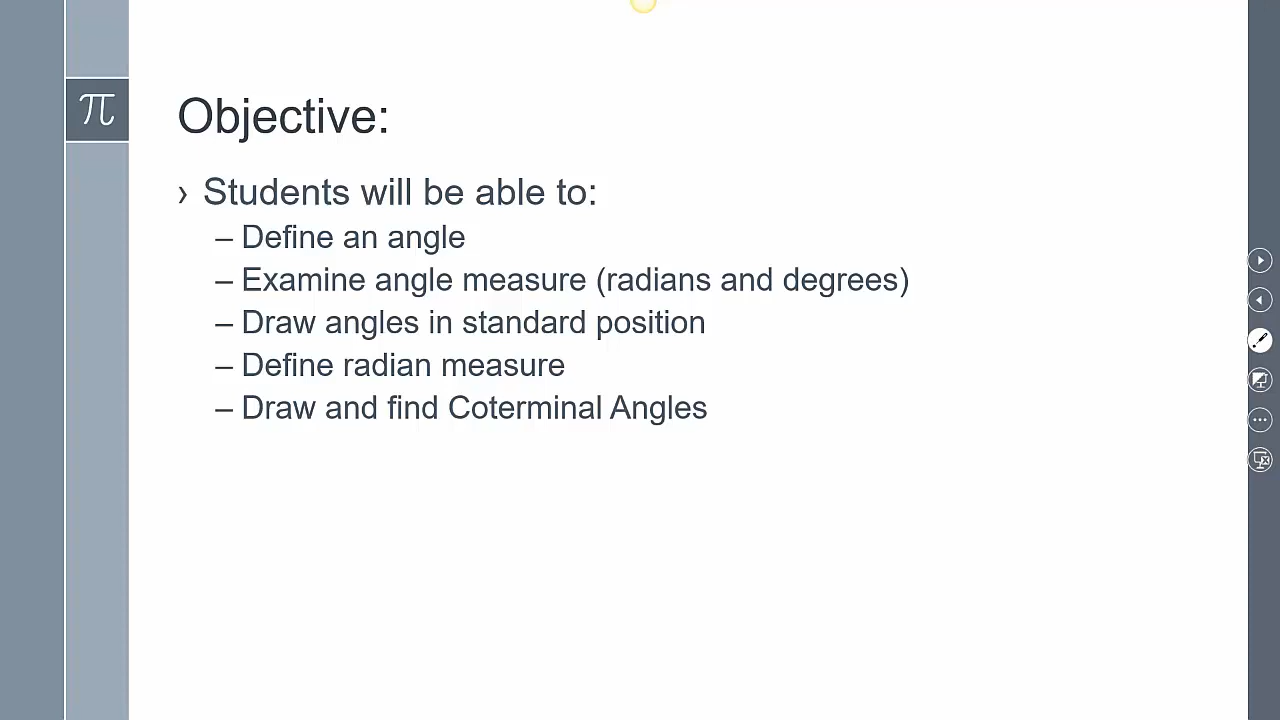 π
Objective:
› Students will be able to:
– Define an angle
– Examine angle measure (radians and degrees)
– Draw angles in standard position
– Define radian measure
– Draw and find Coterminal Angles